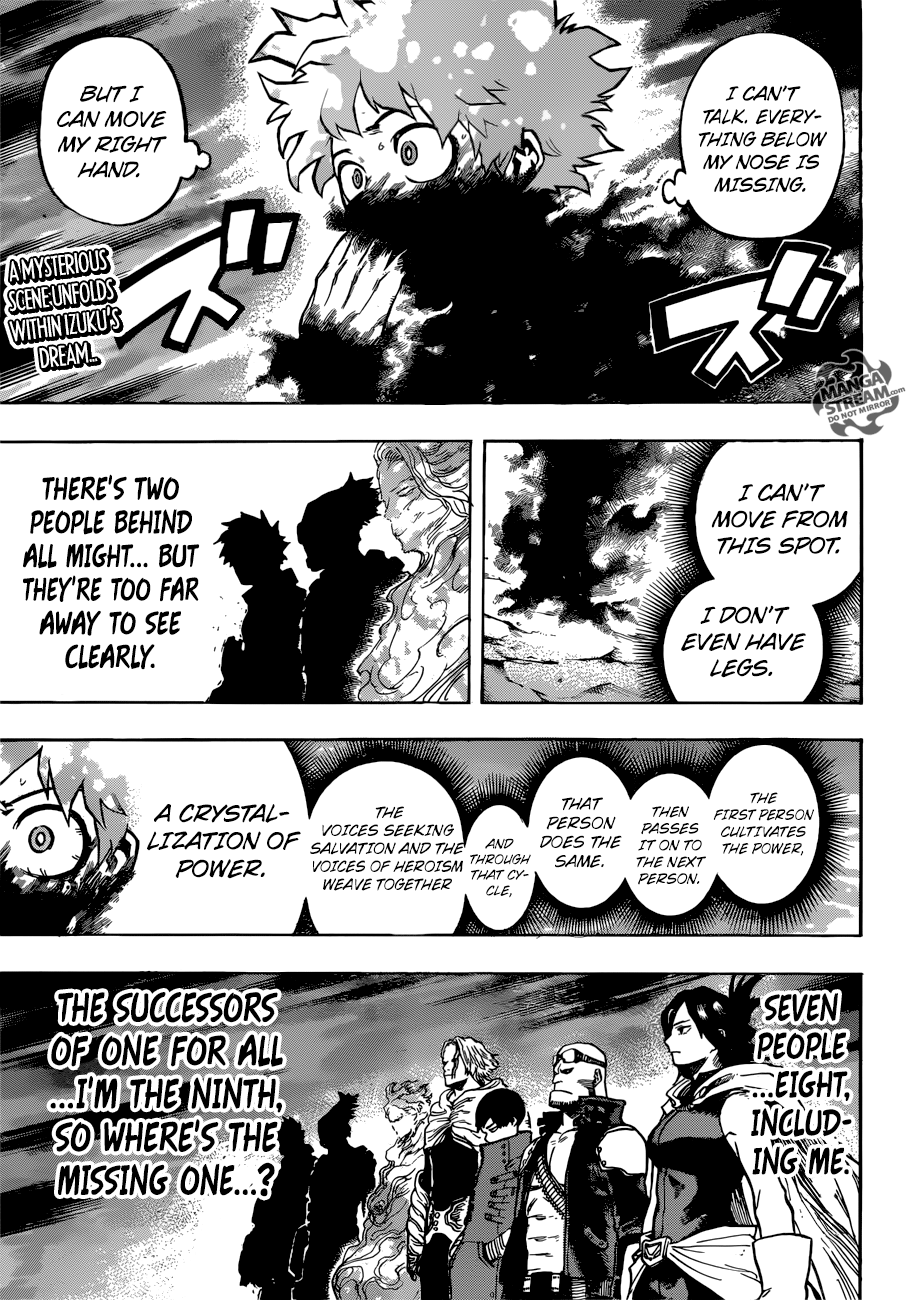 I CAN'T
TALK. EVERY-
THING BELOW
MY NOSE IS
MISSING.
BUT I
CAN MOVE
MY RIGHT
HAND.
ズ
ズ
A MYSTERIOUS
SCENE UNFOLDS
WITHIN IZUKU'S
DREAM...
MANGA
STREAM.com
DO NOT MIRROR
I CAN'T
MOVE FROM
THIS SPOT.
I DON'T
EVEN HAVE
LEGS.
THERE'S TWO
PEOPLE BEHIND
ALL MIGHT... BUT
THEY'RE TOO FAR
AWAY TO SEE
CLEARLY.
THE
FIRST PERSON
CULTIVATES
THE POWER,
THEN
PASSES
IT ON TO
THE NEXT
PERSON.
THAT
PERSON
DOES THE
SAME.
AND
THROUGH
THAT CY-
CLE,
THE
VOICES SEEKING
SALVATION AND THE
VOICES OF HEROISM
WEAVE TOGETHER
A CRYSTAL-
LIZATION OF
POWER.
SEVEN
PEOPLE
...EIGHT,
INCLUD-
ING ME.
THE SUCCESSORS
OF ONE FOR ALL
...I'M THE NINTH,
SO WHERE'S THE
MISSING ONE...?